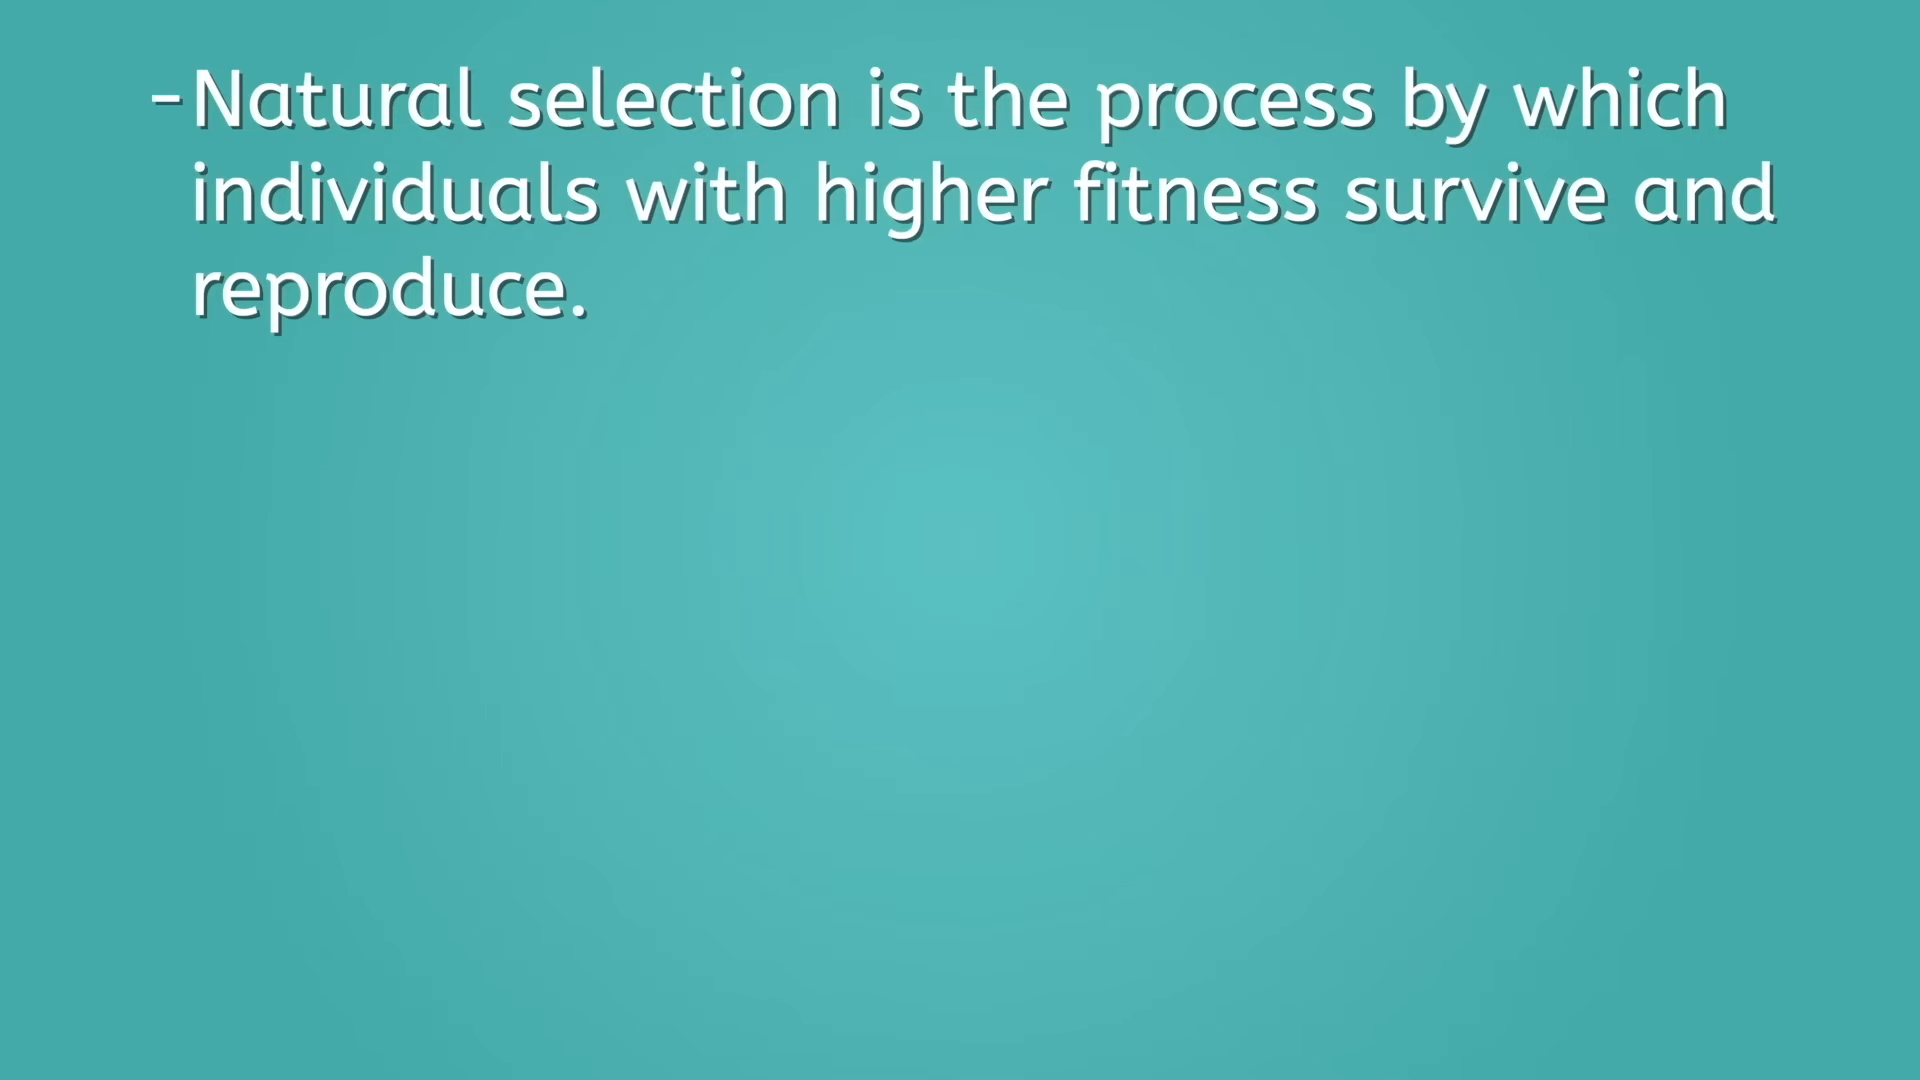 -Natural selection is the process by which
individuals with higher fitness survive and
reproduce.